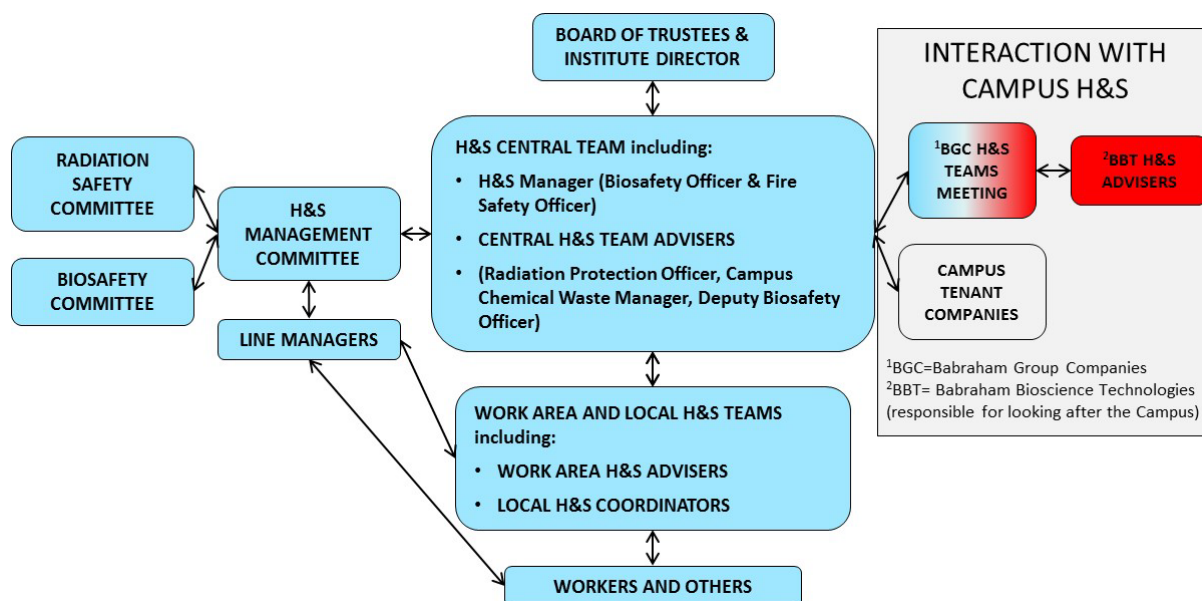 BOARD OF TRUSTEES &
INSTITUTE DIRECTOR
INTERACTION WITH
CAMPUS H&S
RADIATION
SAFETY
COMMITTEE
BIOSAFETY
COMMITTEE
H&S
MANAGEMENT
COMMITTEE
LINE MANAGERS
H&S CENTRAL TEAM including:
• H&S Manager (Biosafety Officer & Fire
Safety Officer)
• CENTRAL H&S TEAM ADVISERS
• (Radiation Protection Officer, Campus
Chemical Waste Manager, Deputy Biosafety
Officer)
¹BGC H&S
TEAMS
MEETING
²BBT H&S
ADVISERS
CAMPUS
TENANT
COMPANIES
¹BGC=Babraham Group Companies
²BBT= Babraham Bioscience Technologies
(responsible for looking after the Campus)
WORK AREA AND LOCAL H&S TEAMS
including:
• WORK AREA H&S ADVISERS
• LOCAL H&S COORDINATORS
WORKERS AND OTHERS